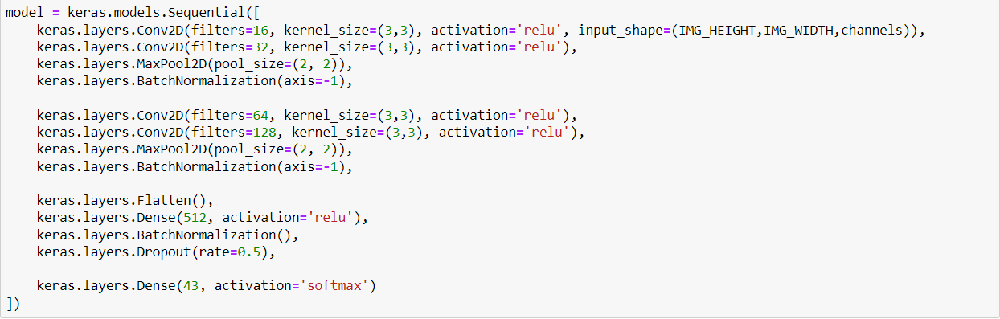 model = keras.models.Sequential([
    keras.layers.Conv2D(filters=16, kernel_size=(3,3), activation='relu', input_shape=(IMG_HEIGHT,IMG_WIDTH,channels)),
    keras.layers.Conv2D(filters=32, kernel_size=(3,3), activation='relu'),
    keras.layers.MaxPool2D(pool_size=(2, 2)),
    keras.layers.BatchNormalization(axis=-1),

    keras.layers.Conv2D(filters=64, kernel_size=(3,3), activation='relu'),
    keras.layers.Conv2D(filters=128, kernel_size=(3,3), activation='relu'),
    keras.layers.MaxPool2D(pool_size=(2, 2)),
    keras.layers.BatchNormalization(axis=-1),

    keras.layers.Flatten(),
    keras.layers.Dense(512, activation='relu'),
    keras.layers.BatchNormalization(),
    keras.layers.Dropout(rate=0.5),

    keras.layers.Dense(43, activation='softmax')
])